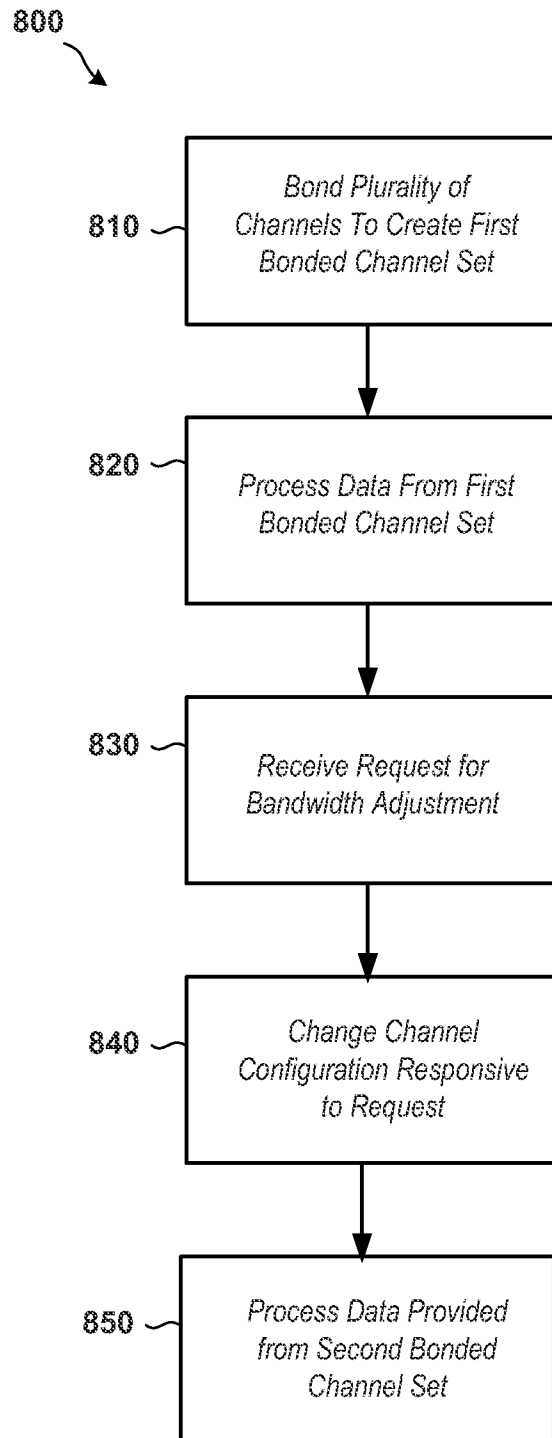 800
810
Bond Plurality of
Channels To Create First
Bonded Channel Set
820
Process Data From First
Bonded Channel Set
830
Receive Request for
Bandwidth Adjustment
840
Change Channel
Configuration Responsive
to Request
850
Process Data Provided
from Second Bonded
Channel Set